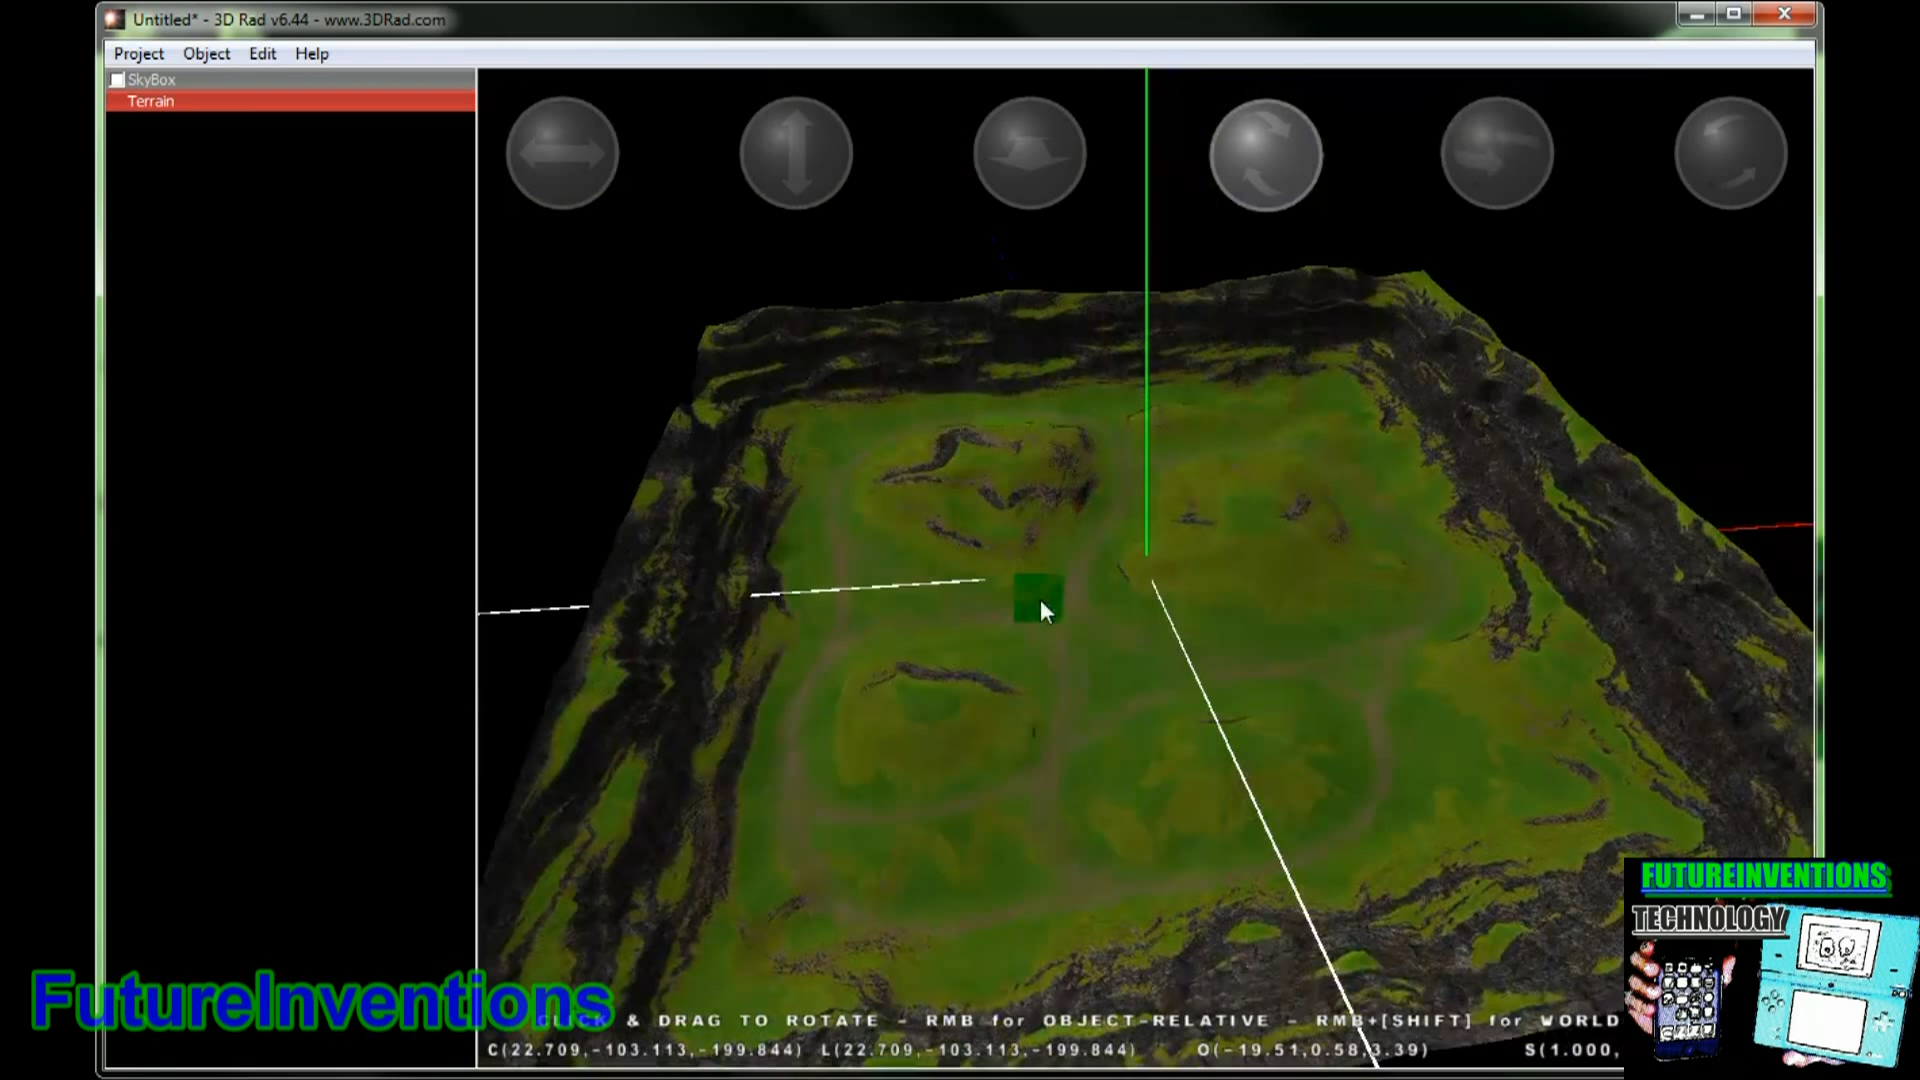 Untitled* - 3D Rad v6.44 - www.3DRad.com
Project Object Edit Help
SkyBox
Terrain
FUTUREINVENTIONS
TECHNOLOGY
FutureInventions
& DRAG TO ROTATE - RMB for OBJECT-RELATIVE - RMB+[SHIFT] for WORLD
C(22.709,-103.113,-199.844) L(22.709,-103.113,-199.844) O(-19.51,0.58,3.39) S(1.000,